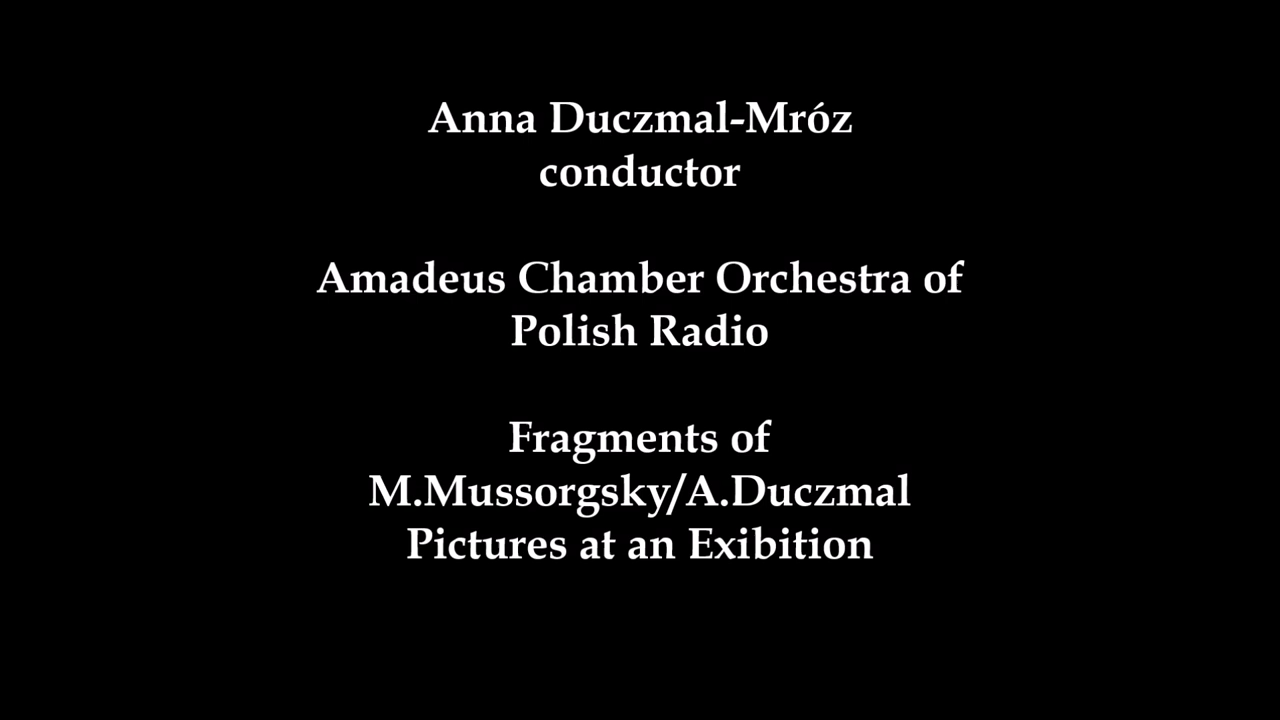 Anna Duczmal-Mróz
conductor
Amadeus Chamber Orchestra of
Polish Radio
Fragments of
M.Mussorgsky/A.Duczmal
Pictures at an Exibition